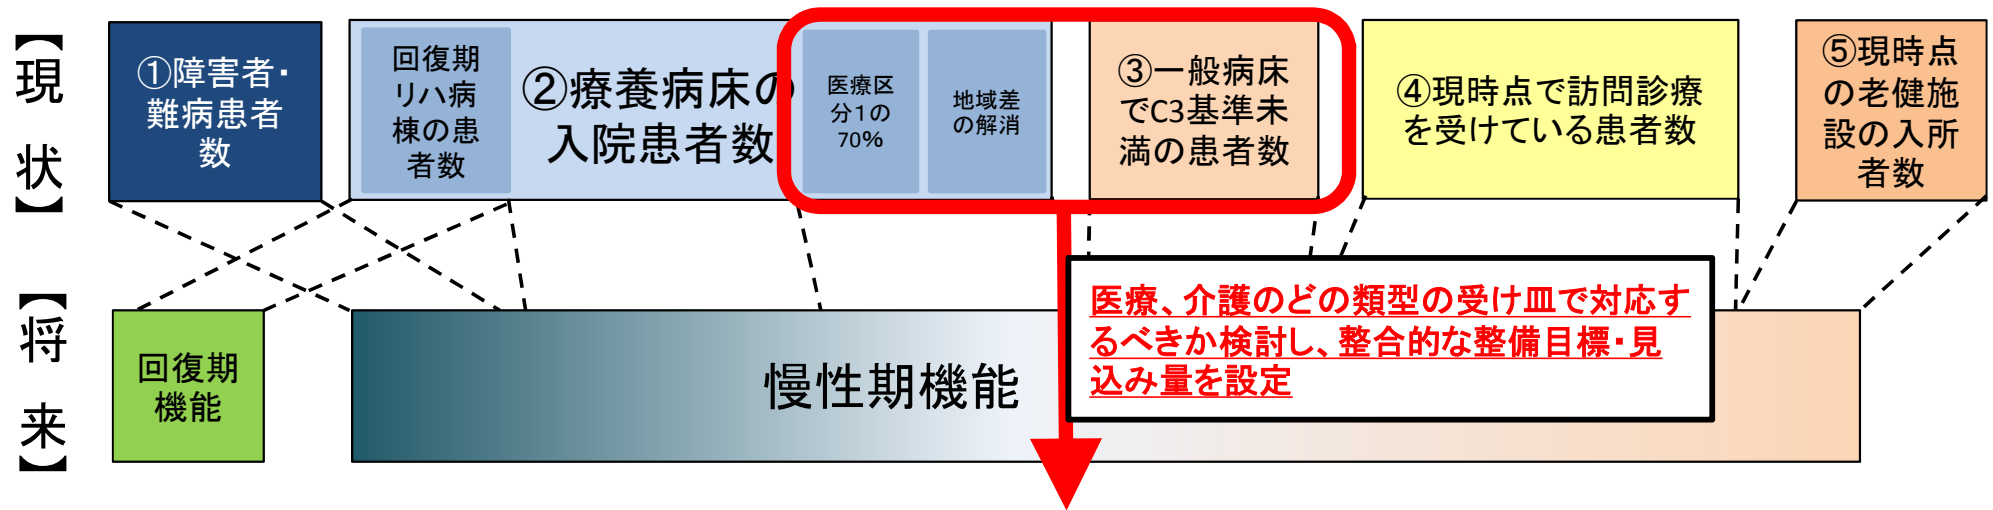 【現状】
①障害者・
難病患者
数
回復期
リハ病
棟の患
者数
②療養病床の
入院患者数
医療区
分1の
70%
地域差
の解消
③一般病床
でC3基準未
満の患者数
④現時点で訪問診療
を受けている患者数
⑤現時点
の老健施
設の入所
者数
【将来】
回復期
機能
慢性期機能
医療、介護のどの類型の受け皿で対応す
るべきか検討し、整合的な整備目標・見
込み量を設定